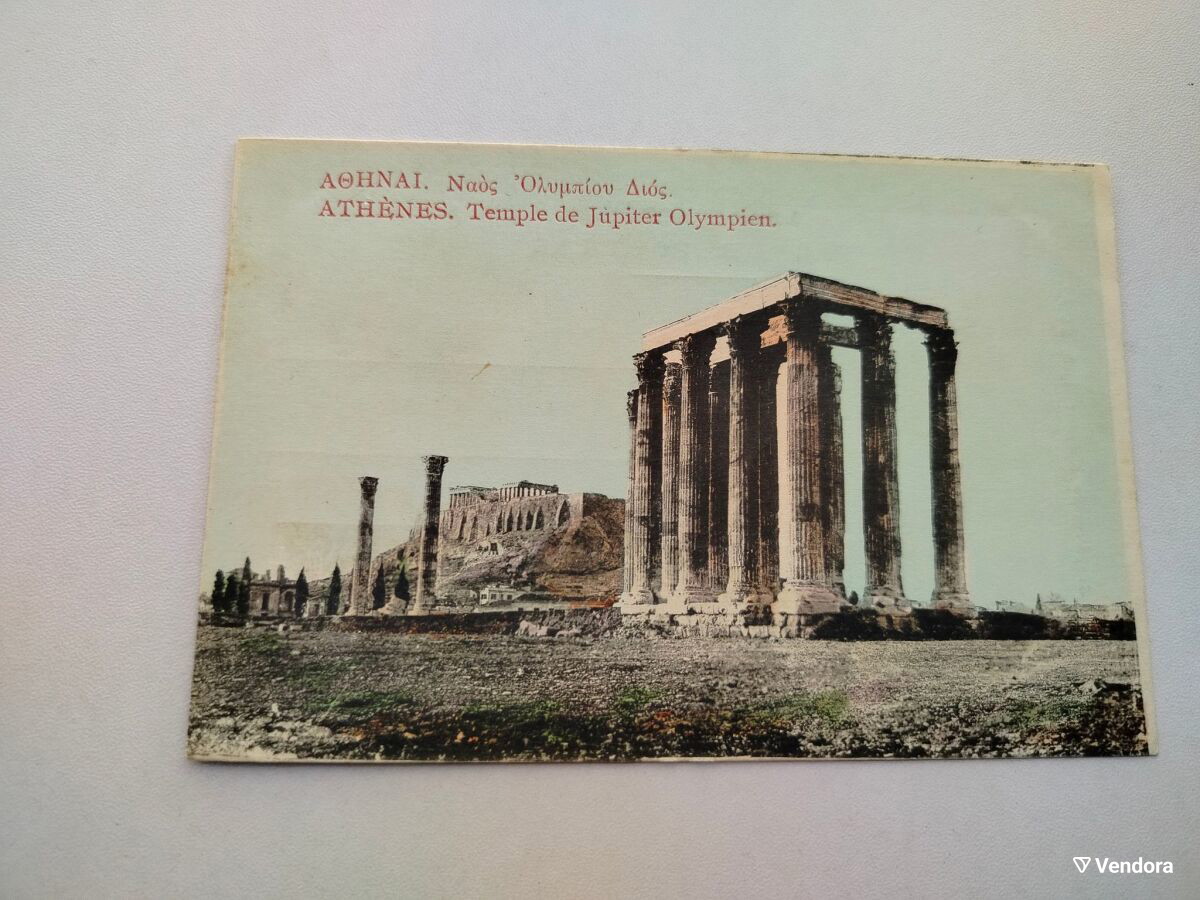 ΑΘΗΝΑΙ. Ναὸς Ὀλυμπίου Διός.
ATHÈNES. Temple de Jupiter Olympien.
Vendora